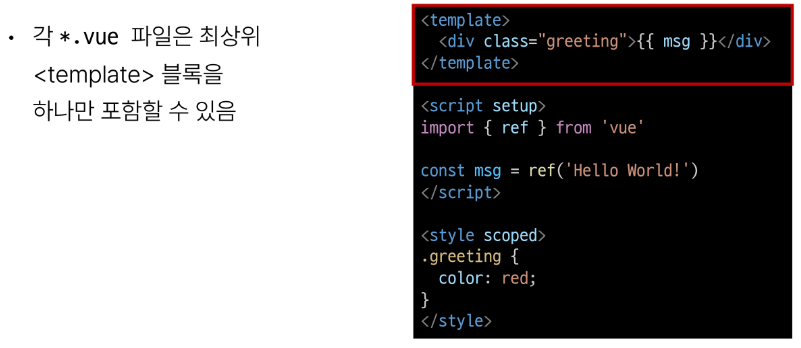 • 각 *.vue 파일은 최상위
<template> 블록을
하나만 포함할 수 있음
<template>
  <div class="greeting">{{ msg }}</div>
</template>
<script setup>
import { ref } from 'vue'
const msg = ref('Hello World!')
</script>
<style scoped>
.greeting {
  color: red;
}
</style>